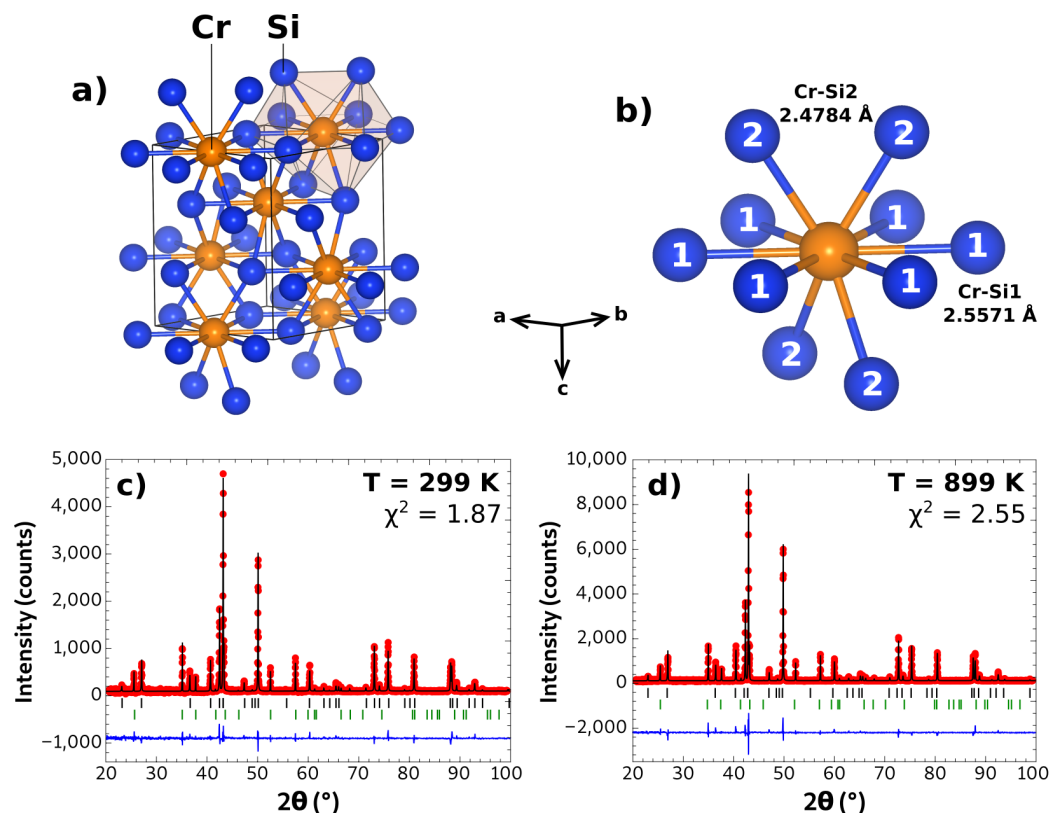 Cr Si
a)
a b
c
b)
Cr-Si2
2.4784 Å
2 2
1 1
1 1
1 1
Cr-Si1
2.5571 Å
2 2
c)
T = 299 K
χ² = 1.87
Intensity (counts)
5,000
4,000
3,000
2,000
1,000
0
−1,000
20 30 40 50 60 70 80 90 100
2θ (°)
d)
T = 899 K
χ² = 2.55
Intensity (counts)
10,000
8,000
6,000
4,000
2,000
0
−2,000
20 30 40 50 60 70 80 90 100
2θ (°)